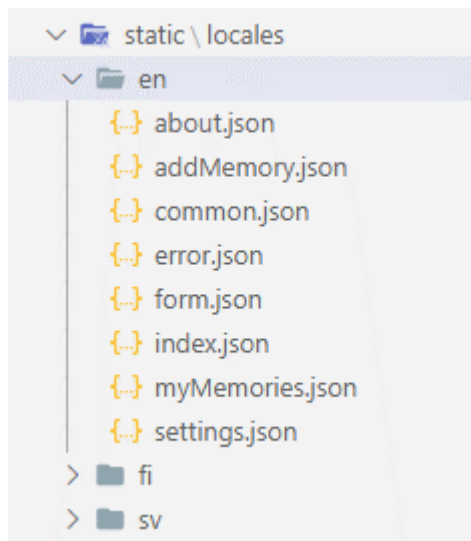 static \ locales
en
{..} about.json
{..} addMemory.json
{..} common.json
{..} error.json
{..} form.json
{..} index.json
{..} myMemories.json
{..} settings.json
fi
sv